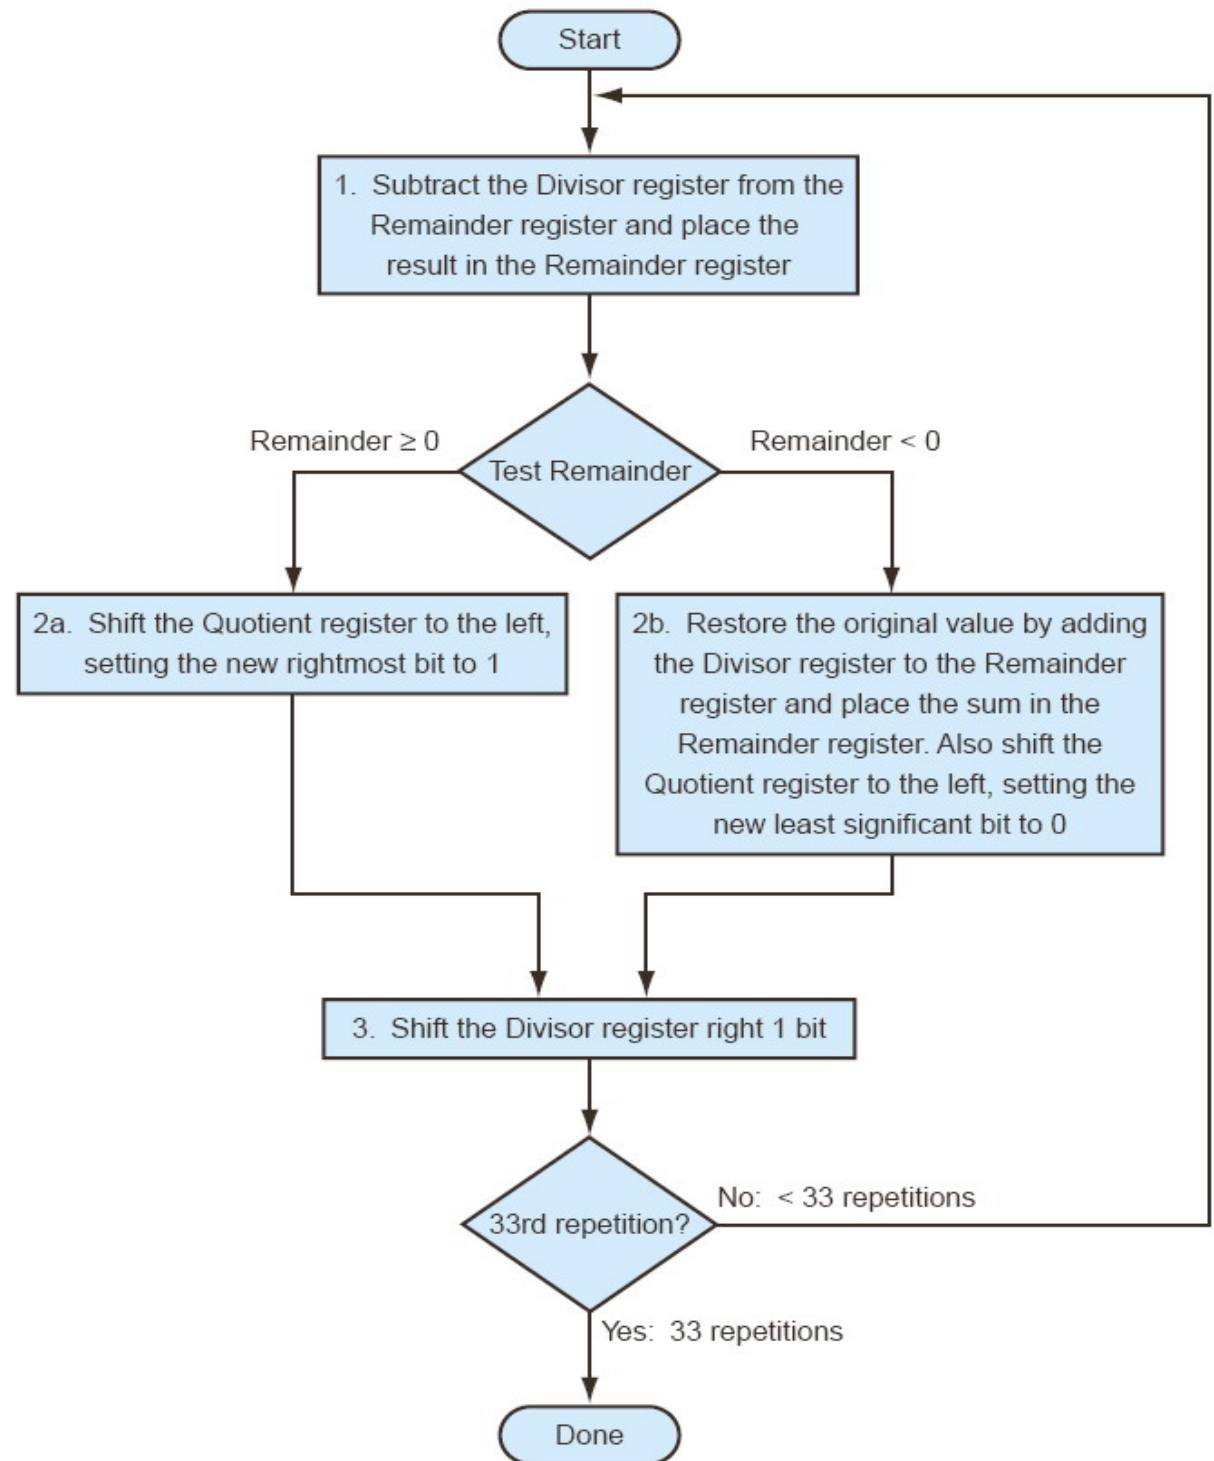 Start
1. Subtract the Divisor register from the
Remainder register and place the
result in the Remainder register
Remainder ≥ 0
Test Remainder
Remainder < 0
2a. Shift the Quotient register to the left,
setting the new rightmost bit to 1
2b. Restore the original value by adding
the Divisor register to the Remainder
register and place the sum in the
Remainder register. Also shift the
Quotient register to the left, setting the
new least significant bit to 0
3. Shift the Divisor register right 1 bit
33rd repetition?
No: < 33 repetitions
Yes: 33 repetitions
Done